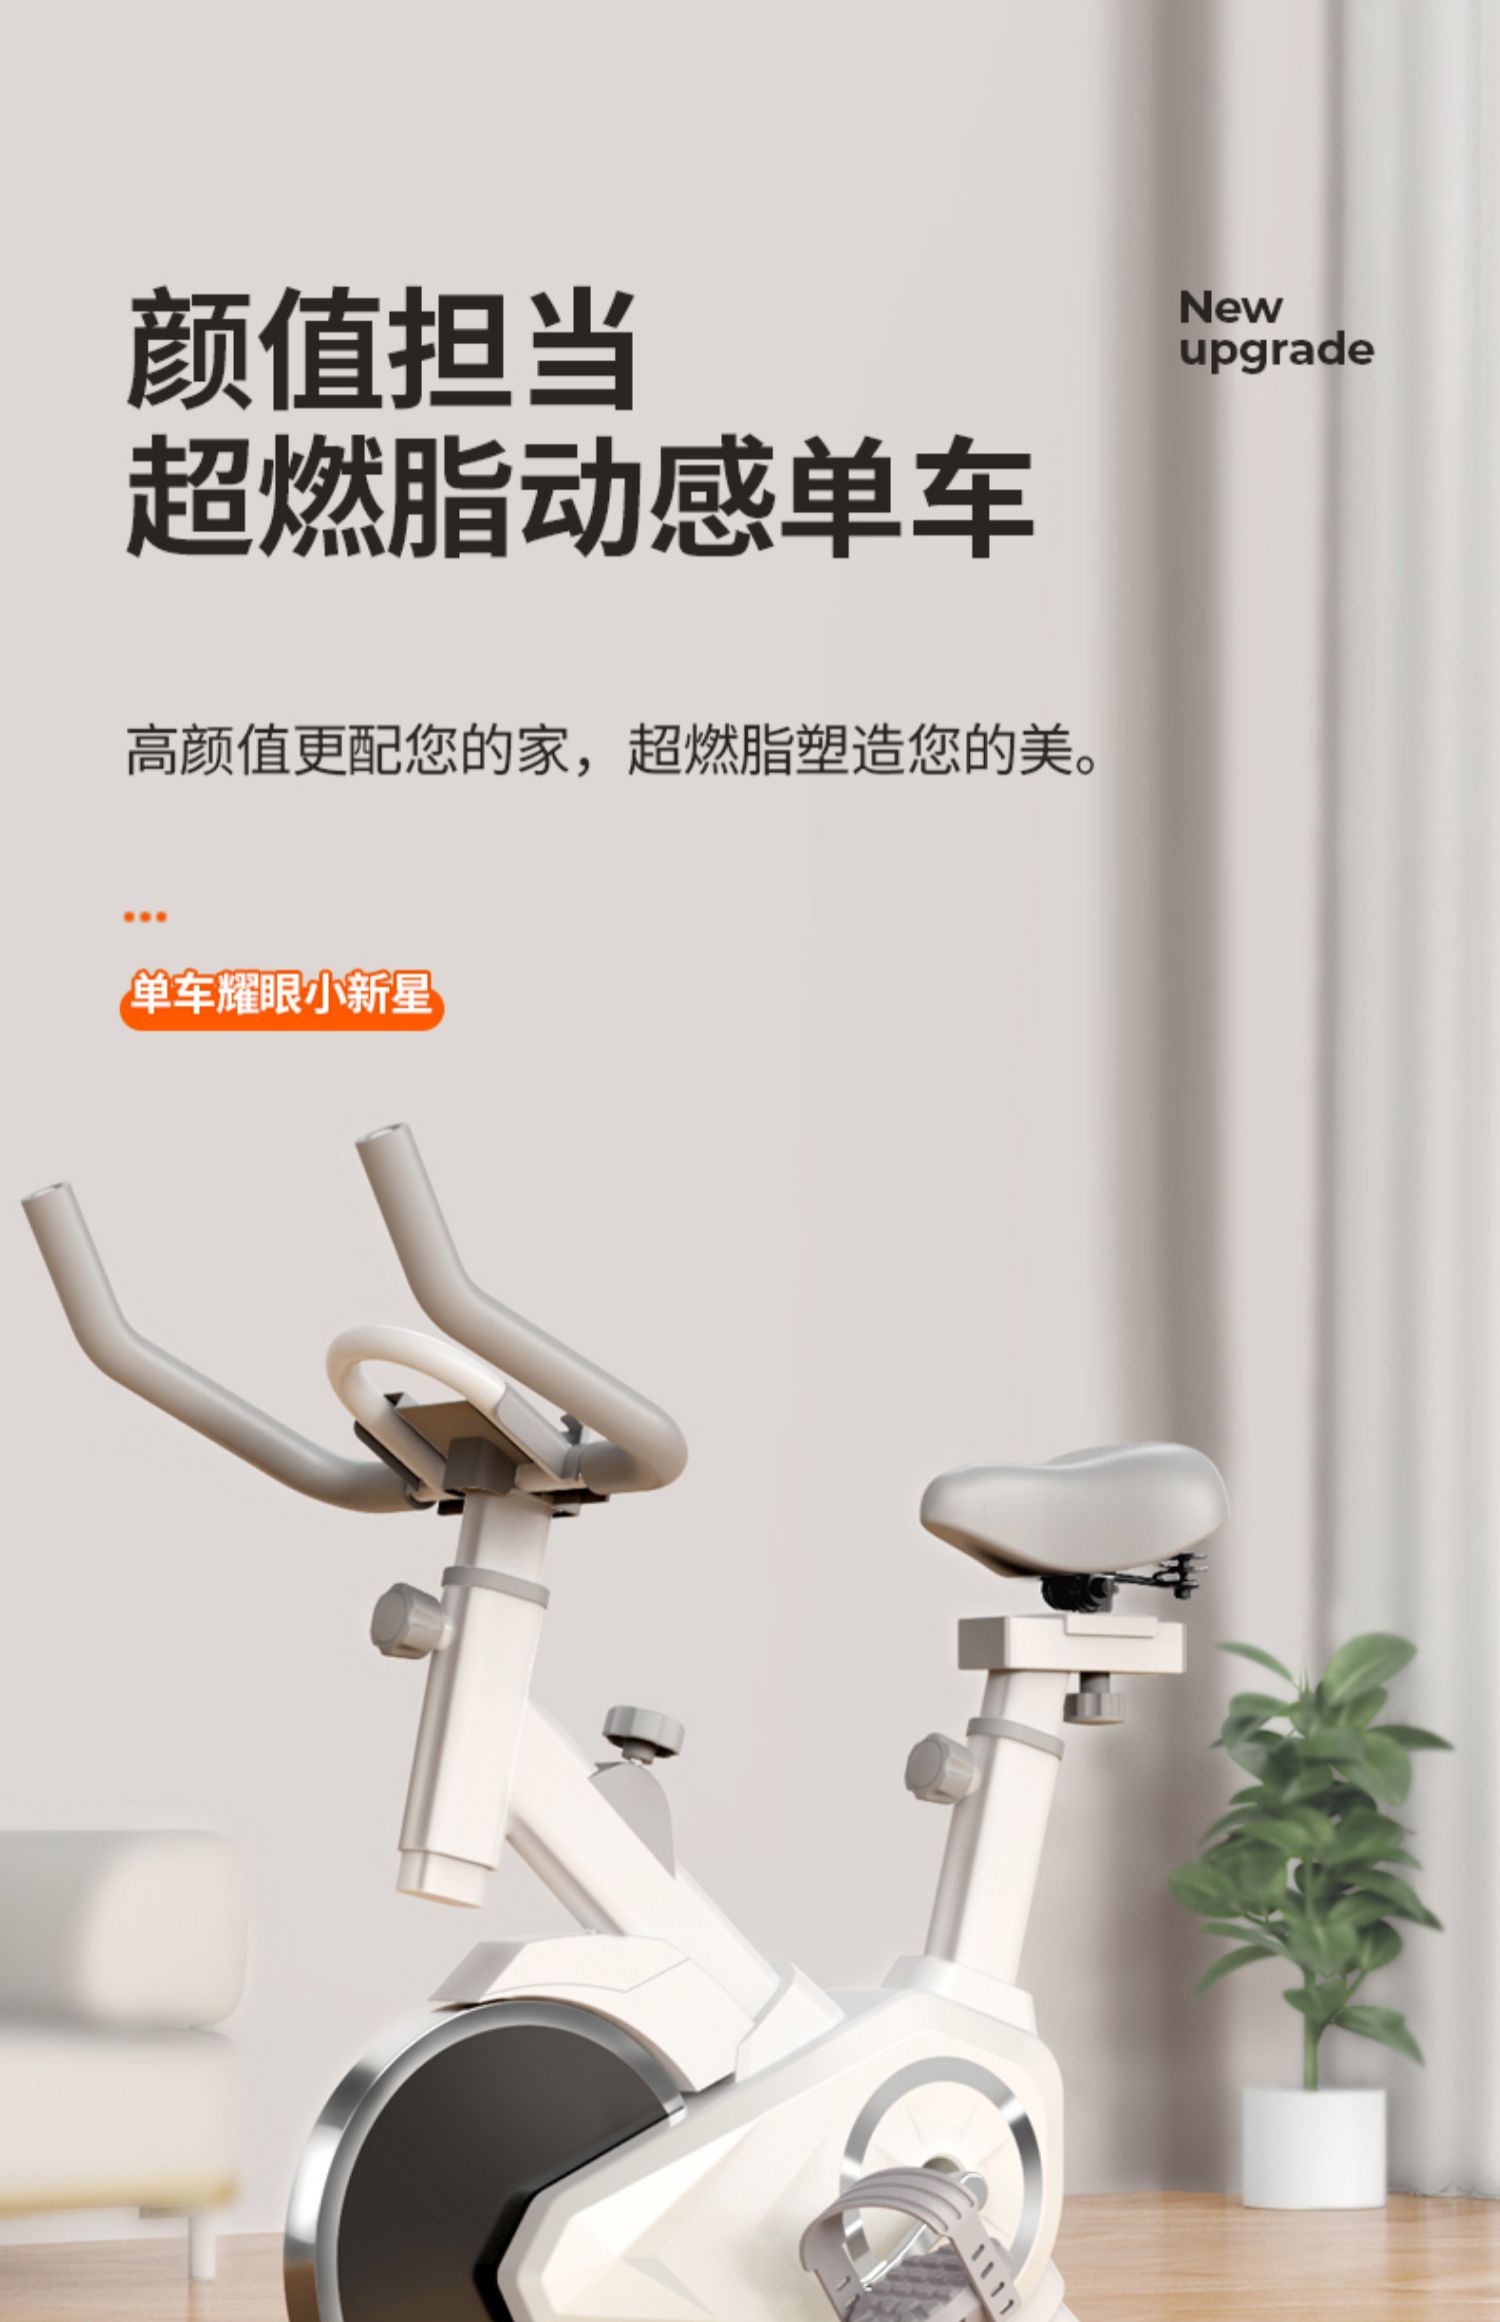 颜值担当
New
upgrade
超燃脂动感单车
高颜值更配您的家，超燃脂塑造您的美。
单车耀眼小新星